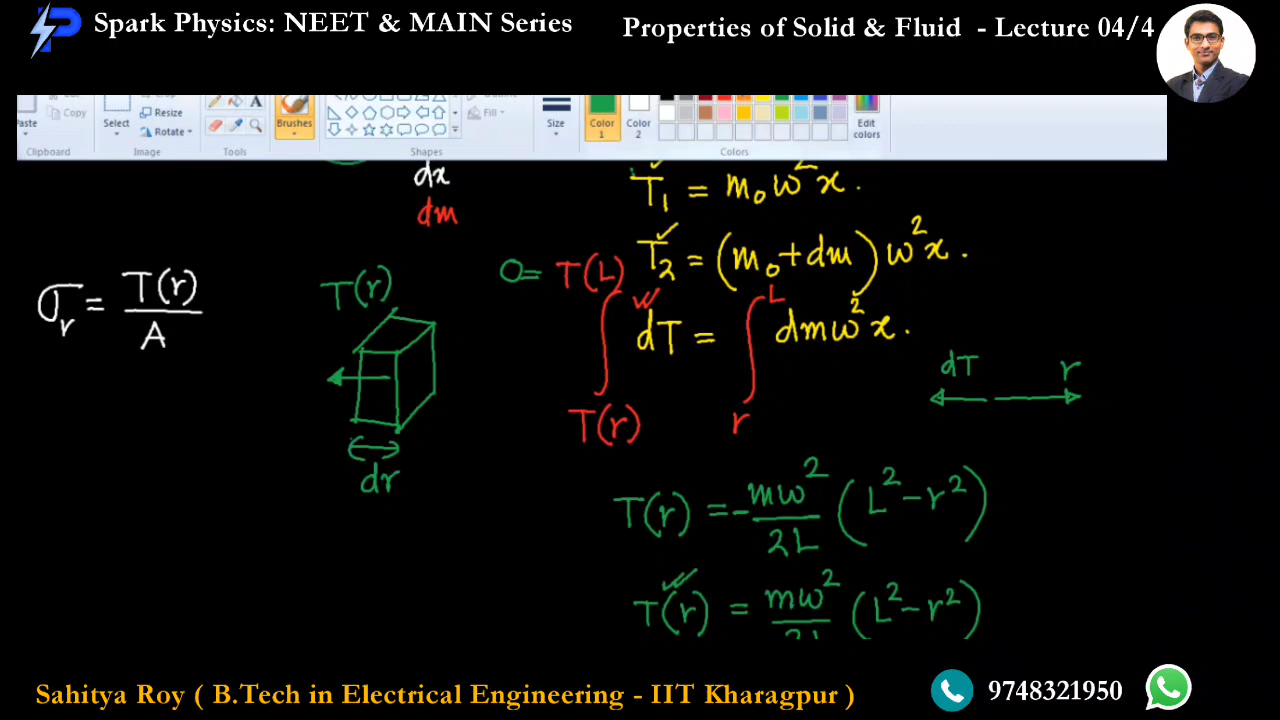 Spark Physics: NEET & MAIN Series
Properties of Solid & Fluid - Lecture 04/4
Paste
Copy
Select
Resize
Rotate
Brushes
Fill
Size
Color 1
Color 2
Edit colors
Clipboard
Image
Tools
Shapes
Colors
dx
dm
T₁ = m₀ω²x.
T₂ = (m₀+dm)ω²x.
σᵣ = T(r)/A
T(r)
dr
0= T(L)
∫ dT = ∫ dmω²x.
L
T(r)
r
dT r
T(r) = -mω²/2L (L²-r²)
T(r) = mω²/2L (L²-r²)
Sahitya Roy ( B.Tech in Electrical Engineering - IIT Kharagpur )
9748321950